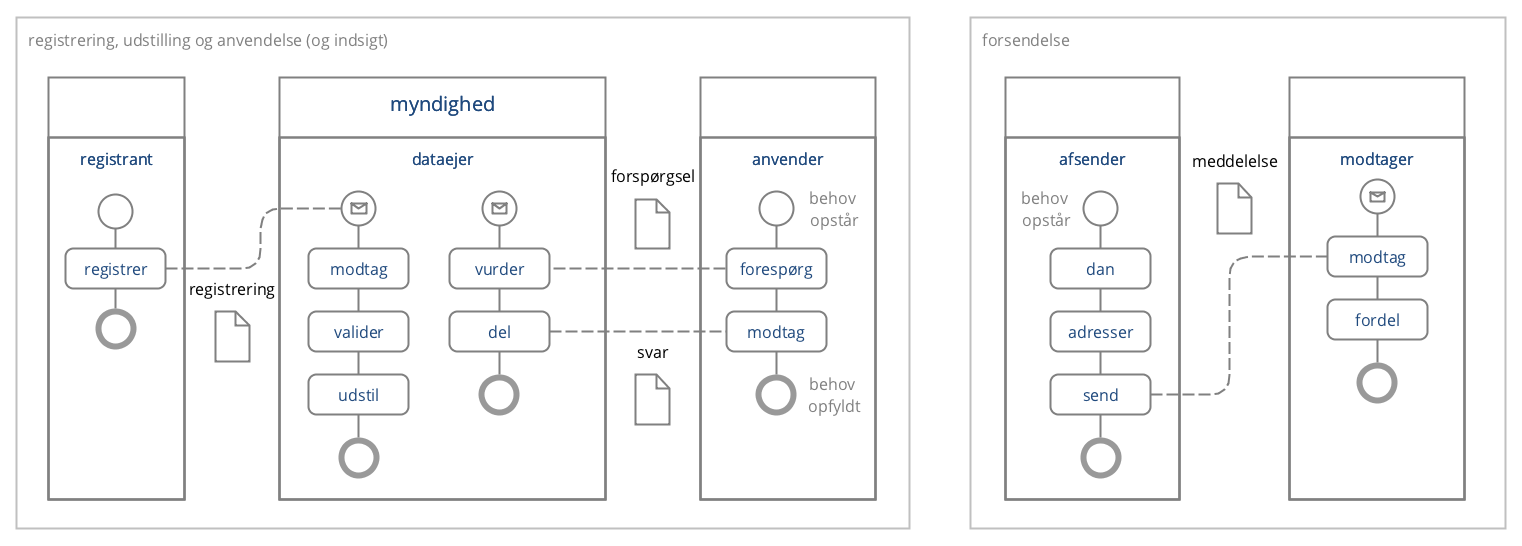 registrering, udstilling og anvendelse (og indsigt)
myndighed
registrant
registrer
registrering
dataejer
modtag
valider
udstil
vurder
del
forspørgsel
svar
anvender
behov
opstår
forespørg
modtag
behov
opfyldt
forsendelse
afsender
behov
opstår
dan
adresser
send
meddelelse
modtager
modtag
fordel